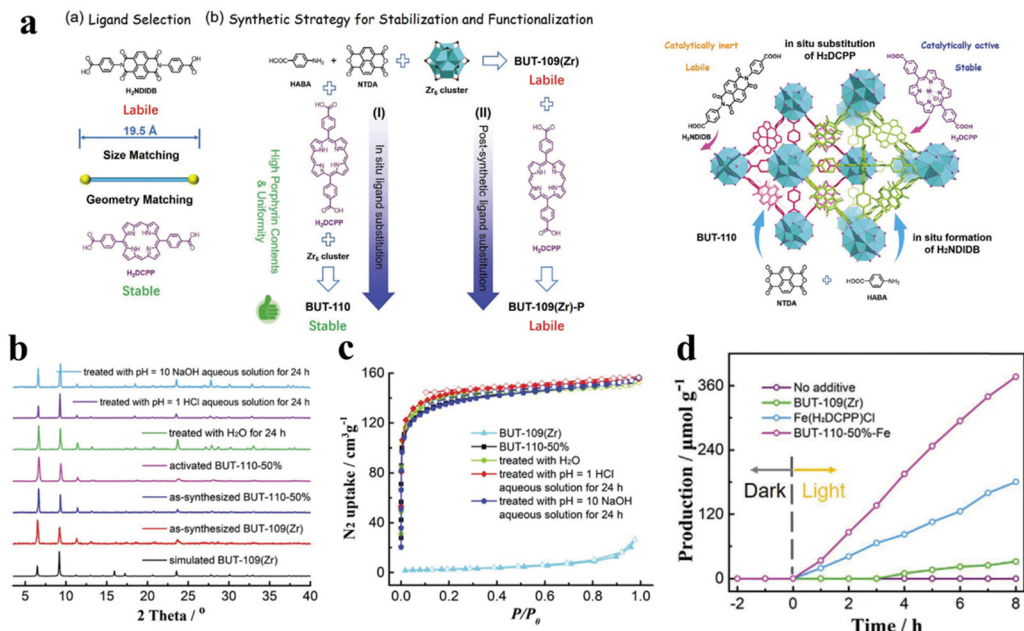 a
(a) Ligand Selection
HOOC
COOH
H₂NDIDB
Labile
19.5 Å
Size Matching
Geometry Matching
H₂DCPP
Stable
(b) Synthetic Strategy for Stabilization and Functionalization
HABA
+
NTDA
Zr₆ cluster
BUT-109(Zr)
Labile
H₂DCPP
Zr₆ cluster
BUT-110
Stable
High Porphyrin Contents
& Uniformity
(I)
In situ ligand substitution
(II)
Post-synthetic ligand substitution
H₂DCPP
BUT-109(Zr)-P
Labile
Catalytically inert
Labile
H₂NDIDB
in situ substitution
of H₂DCPP
Catalytically active
Stable
H₂DCPP
BUT-110
in situ formation
of H₂NDIDB
NTDA
HABA
b
treated with pH = 10 NaOH aqueous solution for 24 h
treated with pH = 1 HCl aqueous solution for 24 h
treated with H₂O for 24 h
activated BUT-110-50%
as-synthesized BUT-110-50%
as-synthesized BUT-109(Zr)
simulated BUT-109(Zr)
5 10 15 20 25 30 35 40
2 Theta / °
c
N₂ uptake / cm³g⁻¹
160
120
80
40
0
BUT-109(Zr)
BUT-110-50%
treated with H₂O
treated with pH = 1 HCl
aqueous solution for 24 h
treated with pH = 10 NaOH
aqueous solution for 24 h
0.0 0.2 0.4 0.6 0.8 1.0
P/P₀
d
Production / μmol g⁻¹
360
240
120
0
No additive
BUT-109(Zr)
Fe(H₂DCPP)Cl
BUT-110-50%-Fe
Dark
Light
-2 0 2 4 6 8
Time / h